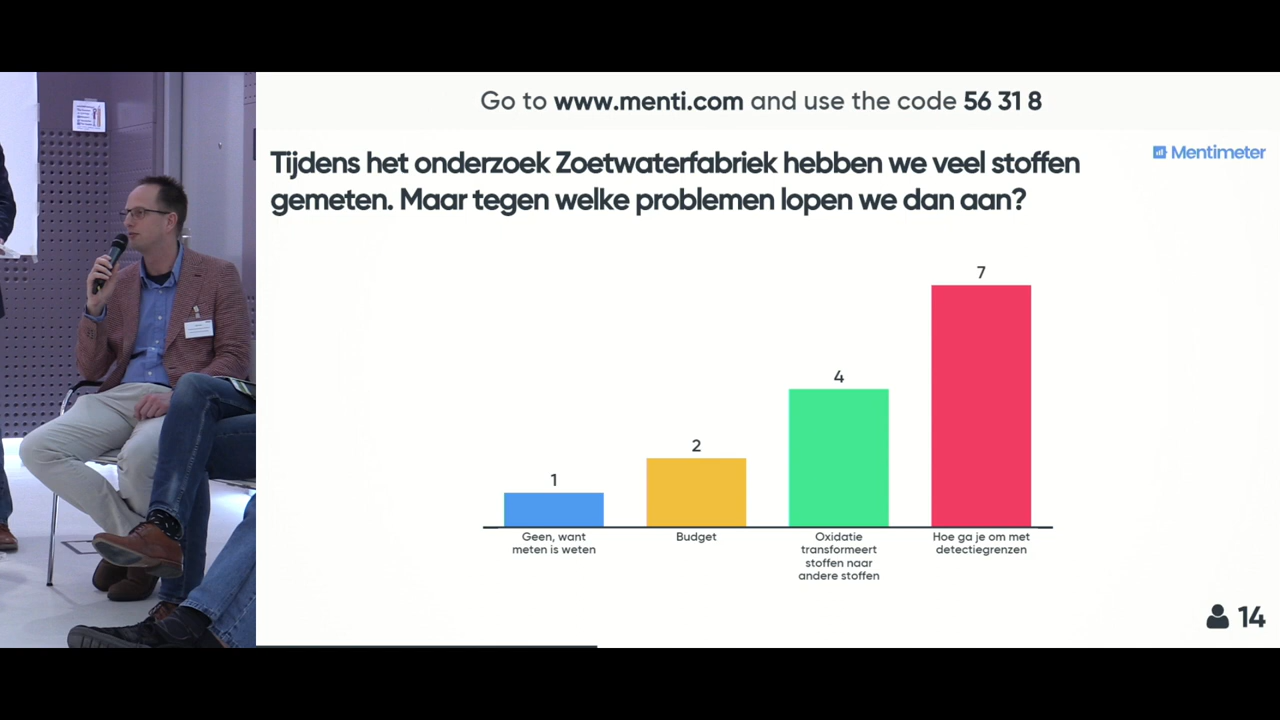 Go to www.menti.com and use the code 56 31 8
Mentimeter
Tijdens het onderzoek Zoetwaterfabriek hebben we veel stoffen
gemeten. Maar tegen welke problemen lopen we dan aan?
1
2
4
7
Geen, want
meten is weten
Budget
Oxidatie
transformeert
stoffen naar
andere stoffen
Hoe ga je om met
detectiegrenzen
14